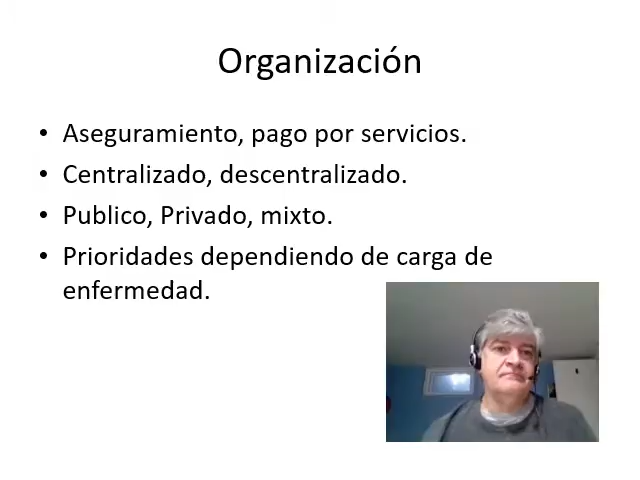 Organización
• Aseguramiento, pago por servicios.
• Centralizado, descentralizado.
• Publico, Privado, mixto.
• Prioridades dependiendo de carga de
enfermedad.